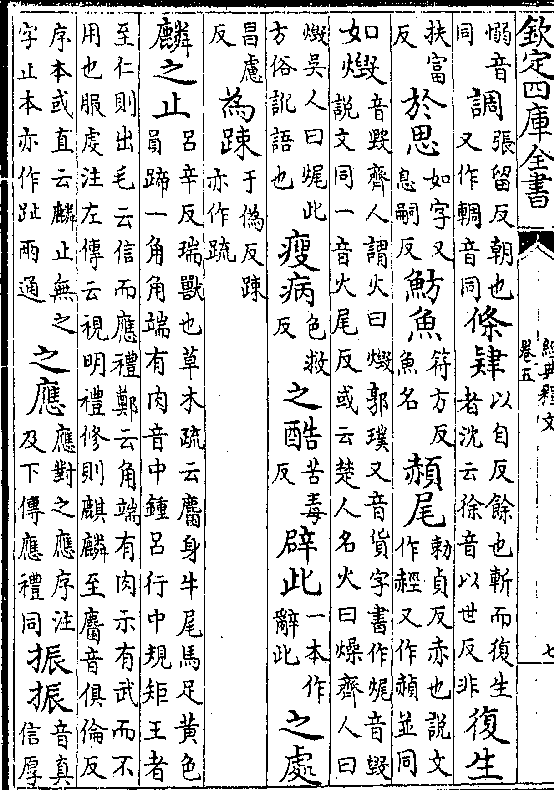 欽定四庫全書
經典釋文
卷五
七
愵音
同
調
張留反朝也
又作輖音同
條肄
以自反餘也斬而復生
者沈云徐音以世反非
復生
扶富
反
於思
如字又
息嗣反
魴魚
符方反
魚名
赬尾
勑貞反赤也說文
作䞓又作頳並同
如燬
音毀齊人謂火曰燬郭璞又音貨字書作𤈦音毀
說文同一音火尾反或云楚人名火曰燥齊人曰
燬吳人曰𤈦此
方俗訛語也
瘦病
色救
反
之酷
苦毒
反
辟此
一本作
辭此
之處
昌慮
反
為踈
于偽反踈
亦作疏
麟之止
呂辛反瑞獸也草木疏云麕身牛尾馬足黃色
員蹄一角角端有肉音中鍾呂行中規矩王者
至仁則出毛云信而應禮鄭云角端有肉示有武而不
用也服虔注左傳云視明禮修則麒麟至麕音俱倫反
序本或直云麟止無之
字止本亦作趾兩通
之應
應對之應序注
及下傳應禮同
振振
音真
信厚